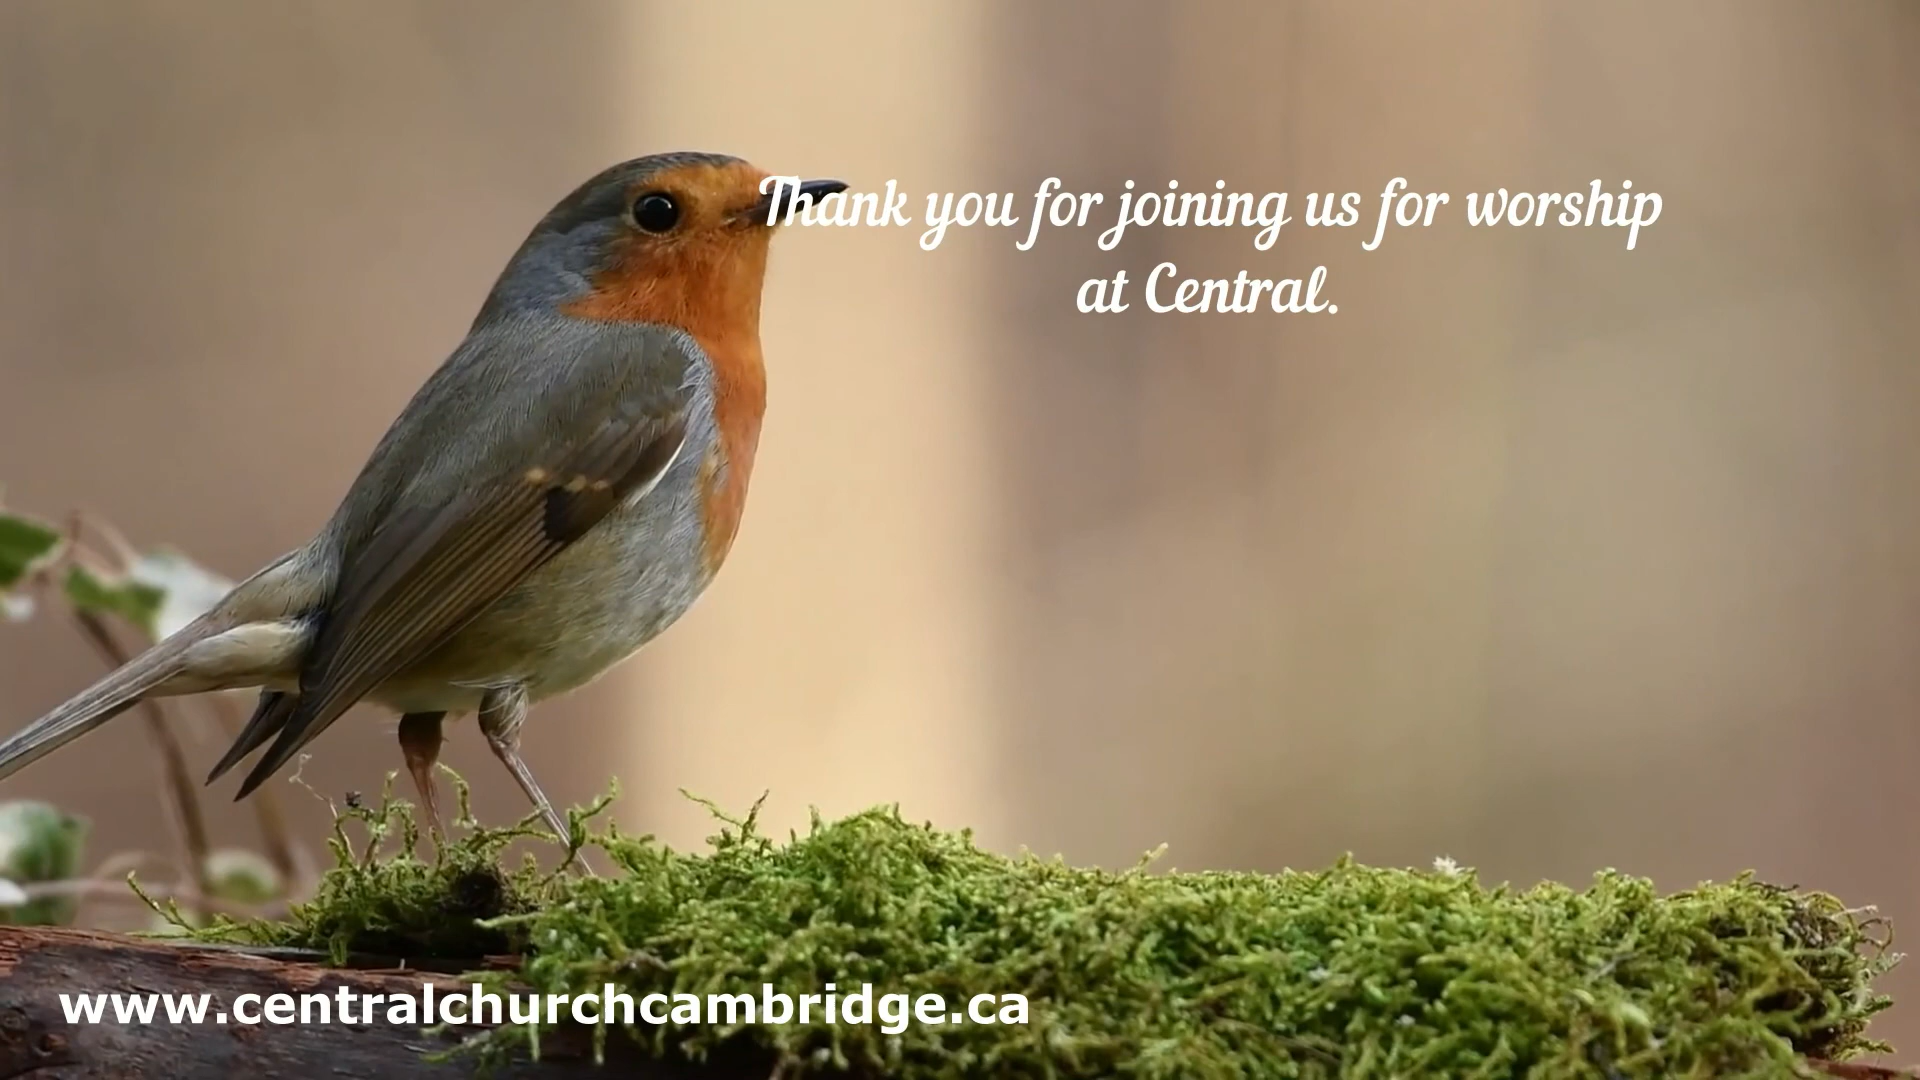 Thank you for joining us for worship
at Central.
www.centralchurchcambridge.ca